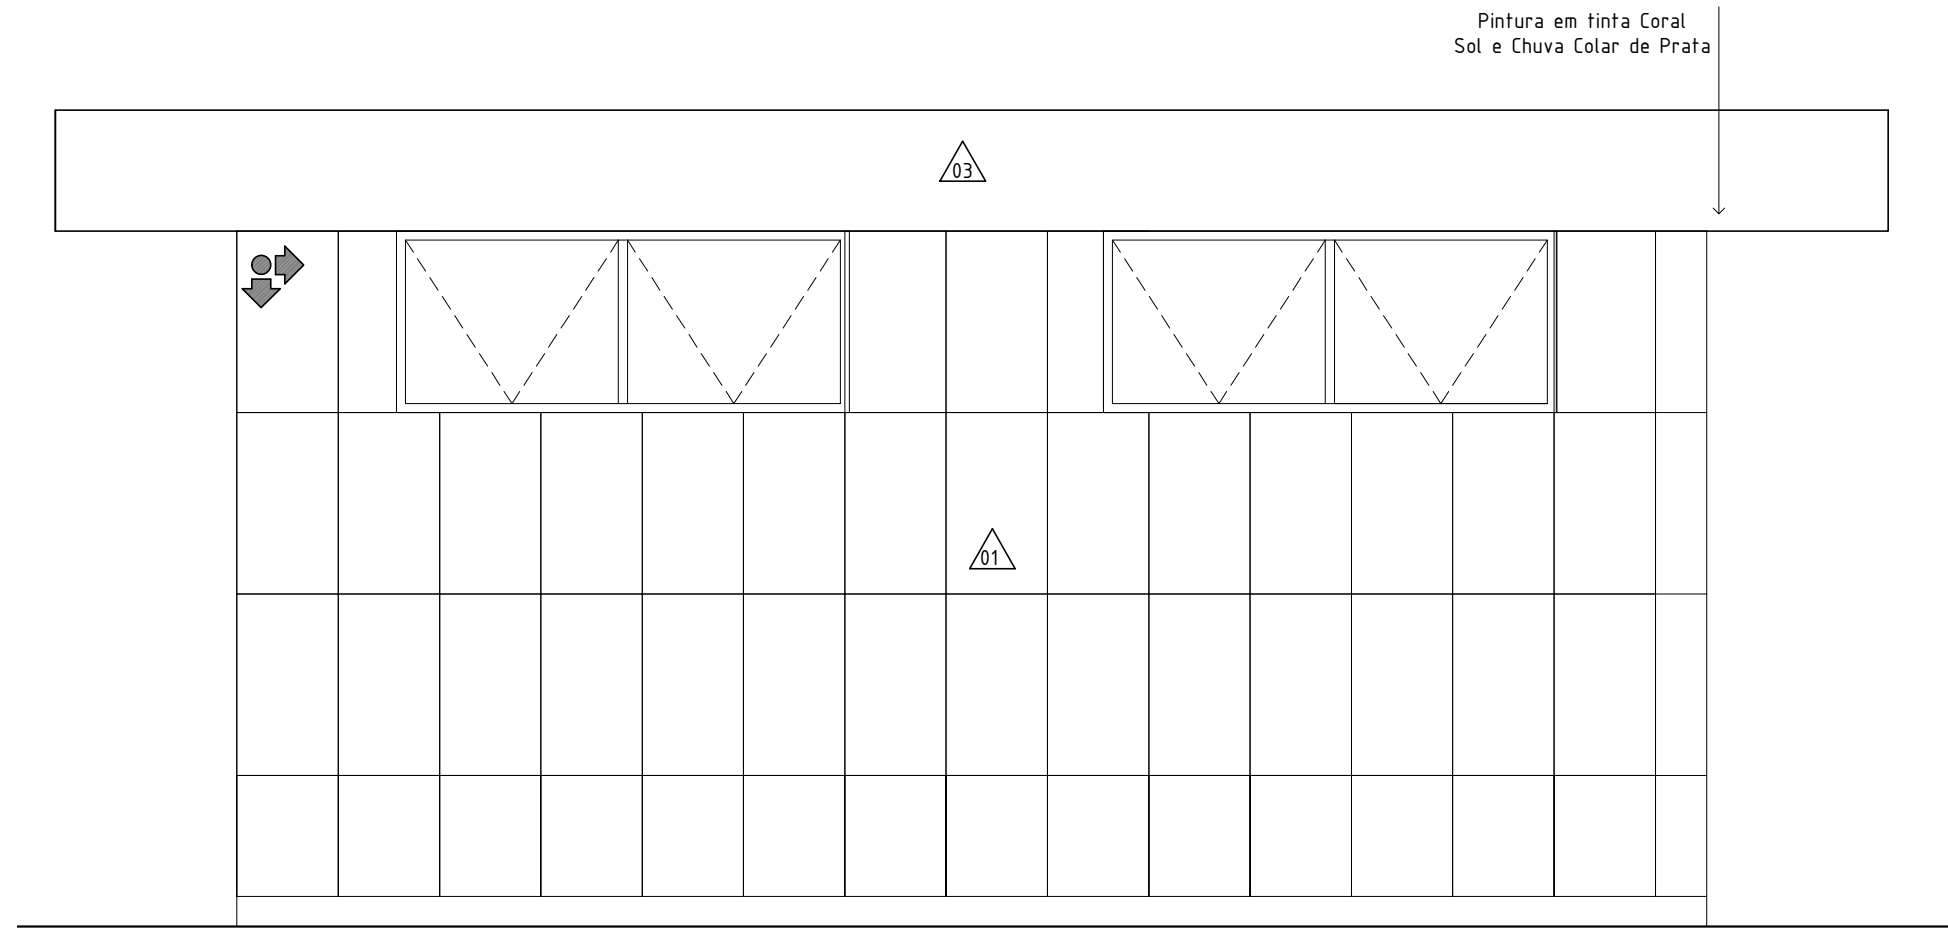 Pintura em tinta Coral
Sol e Chuva Colar de Prata
03
01